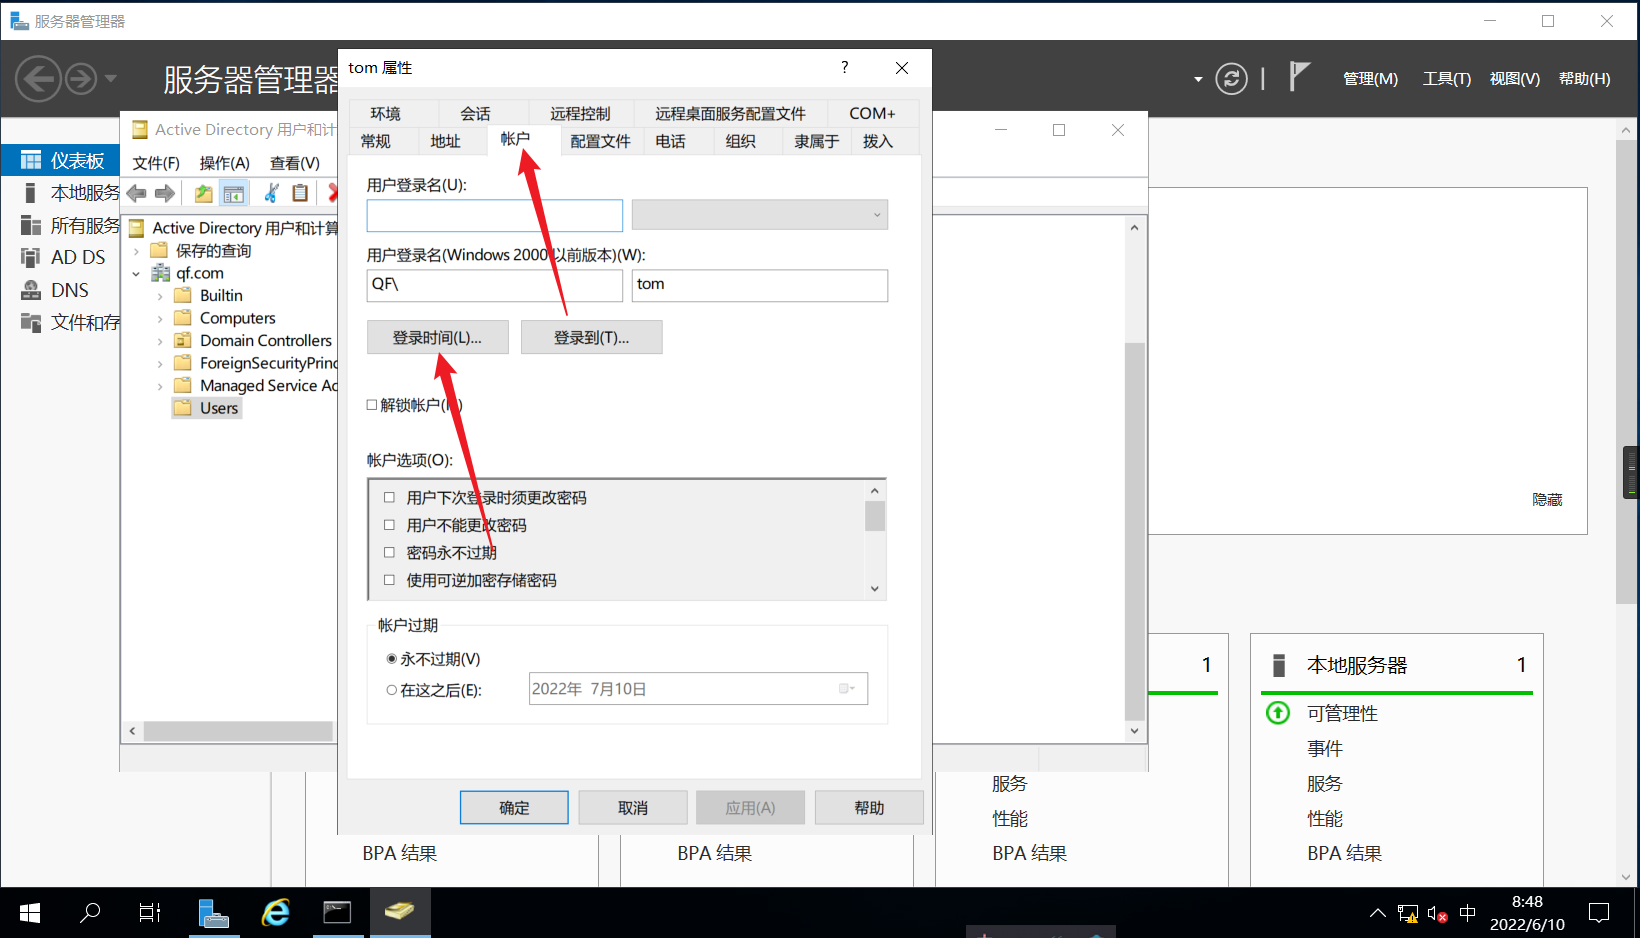 服务器管理器
服务器管理器
管理(M) 工具(T) 视图(V) 帮助(H)
仪表板
本地服务
所有服务
AD DS
DNS
文件和存
Active Directory 用户和计
文件(F) 操作(A) 查看(V)
Active Directory 用户和计算
保存的查询
qf.com
Builtin
Computers
Domain Controllers
ForeignSecurityPrinc
Managed Service Ac
Users
tom 属性
?
环境 会话 远程控制 远程桌面服务配置文件 COM+
常规 地址 帐户 配置文件 电话 组织 隶属于 拨入
用户登录名(U):
用户登录名(Windows 2000 以前版本)(W):
QF\ tom
登录时间(L)... 登录到(T)...
解锁帐户(
帐户选项(O):
用户下次登录时须更改密码
用户不能更改密码
密码永不过期
使用可逆加密存储密码
帐户过期
永不过期(V)
在这之后(E): 2022年 7月10日
确定 取消 应用(A) 帮助
隐藏
1
服务
性能
BPA 结果
BPA 结果
BPA 结果
本地服务器 1
可管理性
事件
服务
性能
BPA 结果
中
8:48
2022/6/10